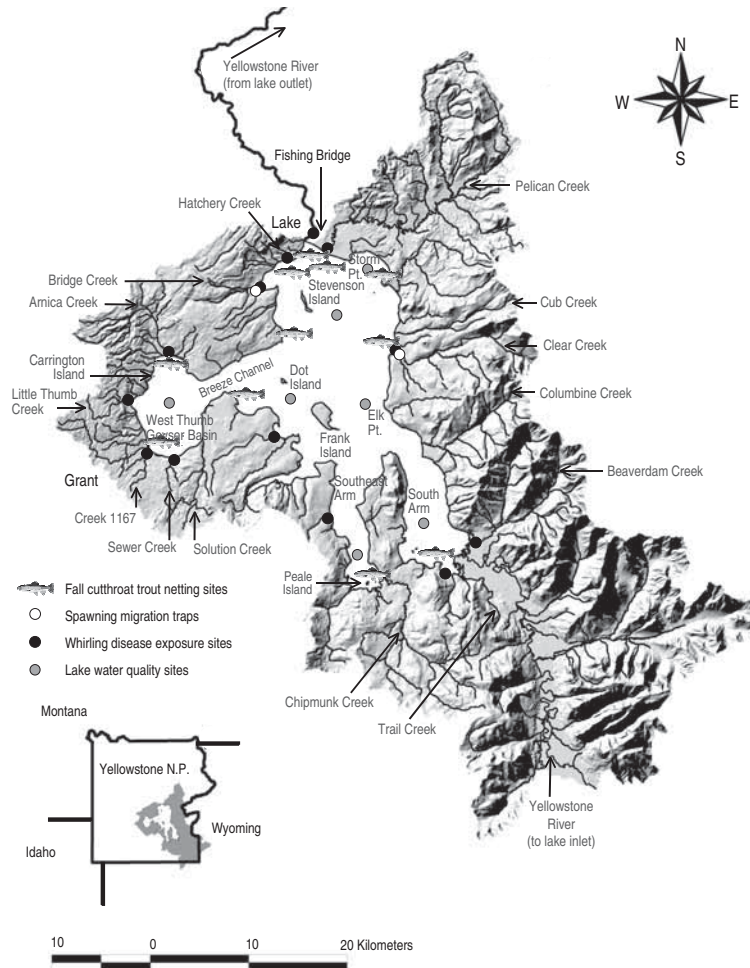 Yellowstone River
(from lake outlet)
N
W
E
S
Fishing Bridge
Pelican Creek
Hatchery Creek
Lake
Storm
Pt.
Bridge Creek
Stevenson
Island
Arnica Creek
Cub Creek
Clear Creek
Carrington
Island
Breeze Channel
Dot
Island
Little Thumb
Creek
Columbine Creek
West Thumb
Geyser Basin
Elk
Pt.
Frank
Island
Grant
Southeast
Arm
South
Arm
Beaverdam Creek
Creek 1167
Sewer Creek
Solution Creek
Peale
Island
Fall cutthroat trout netting sites
Spawning migration traps
Whirling disease exposure sites
Lake water quality sites
Chipmunk Creek
Trail Creek
Montana
Yellowstone N.P.
Wyoming
Idaho
Yellowstone
River
(to lake inlet)
10
0
10
20 Kilometers